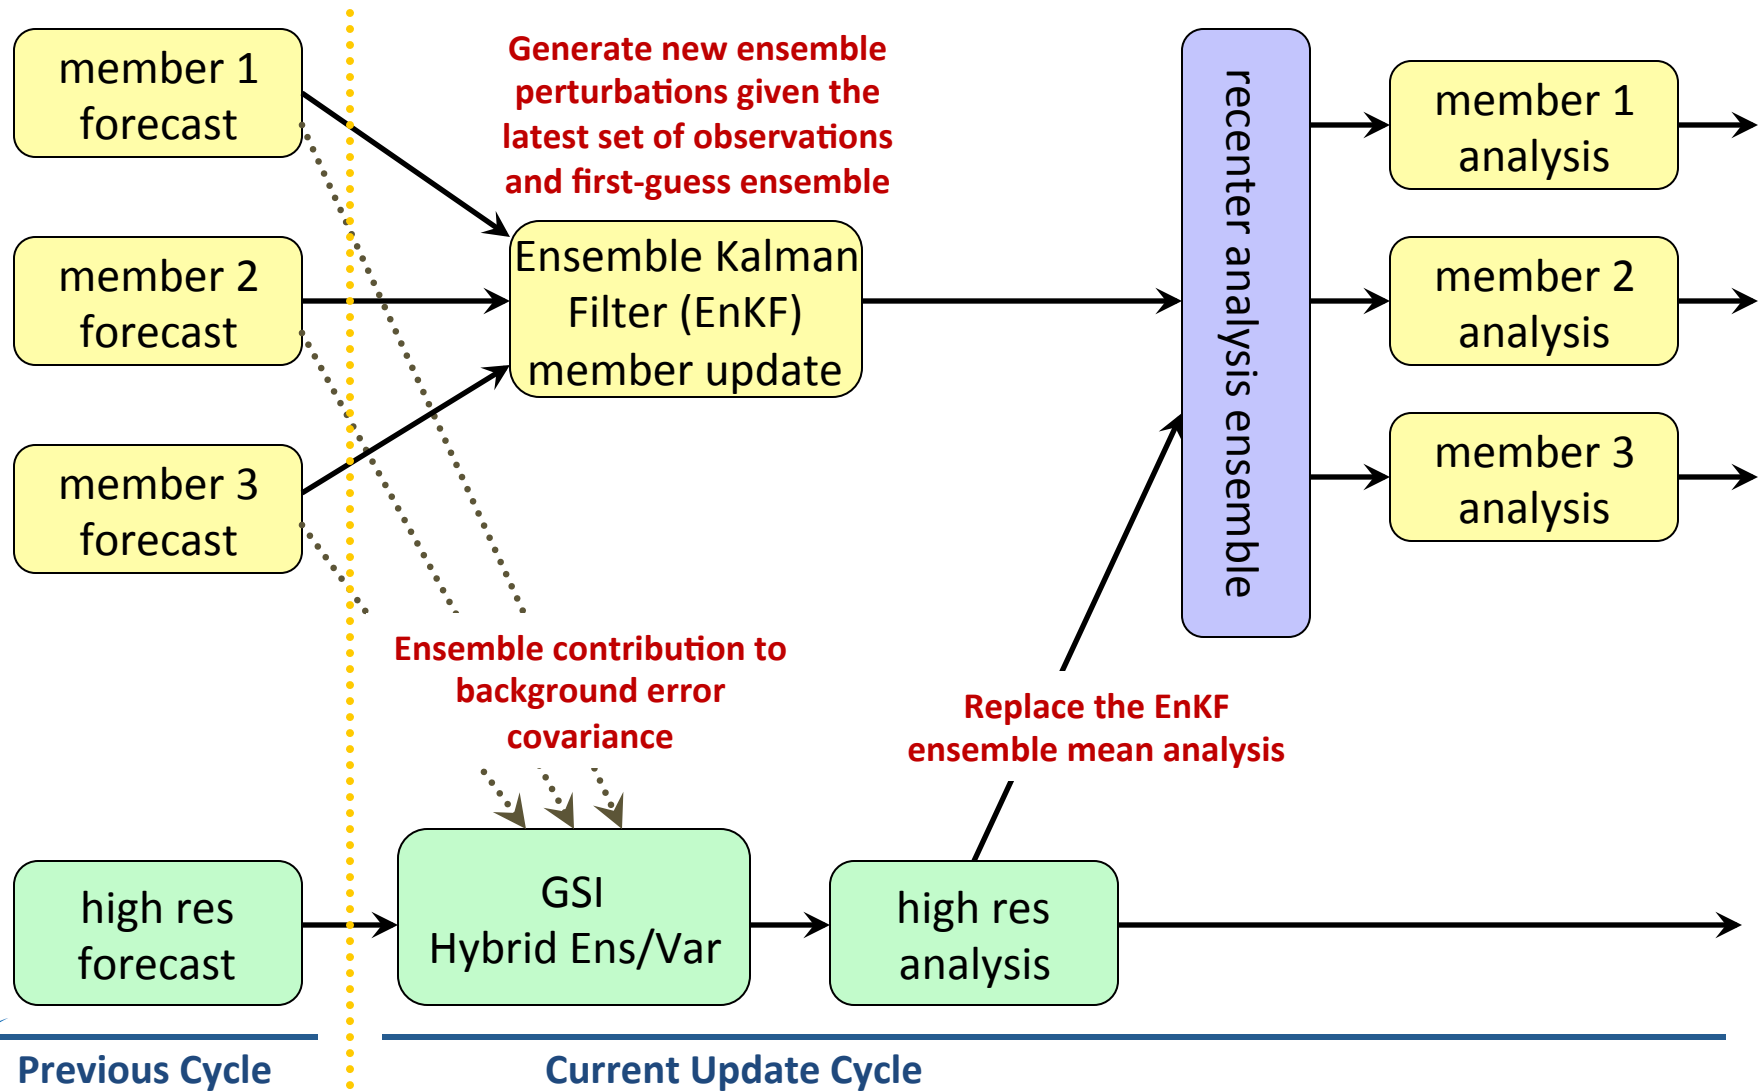 member 1
forecast
member 2
forecast
member 3
forecast
Generate new ensemble
perturbations given the
latest set of observations
and first-guess ensemble
Ensemble Kalman
Filter (EnKF)
member update
recenter analysis ensemble
member 1
analysis
member 2
analysis
member 3
analysis
Ensemble contribution to
background error
covariance
Replace the EnKF
ensemble mean analysis
high res
forecast
GSI
Hybrid Ens/Var
high res
analysis
Previous Cycle
Current Update Cycle